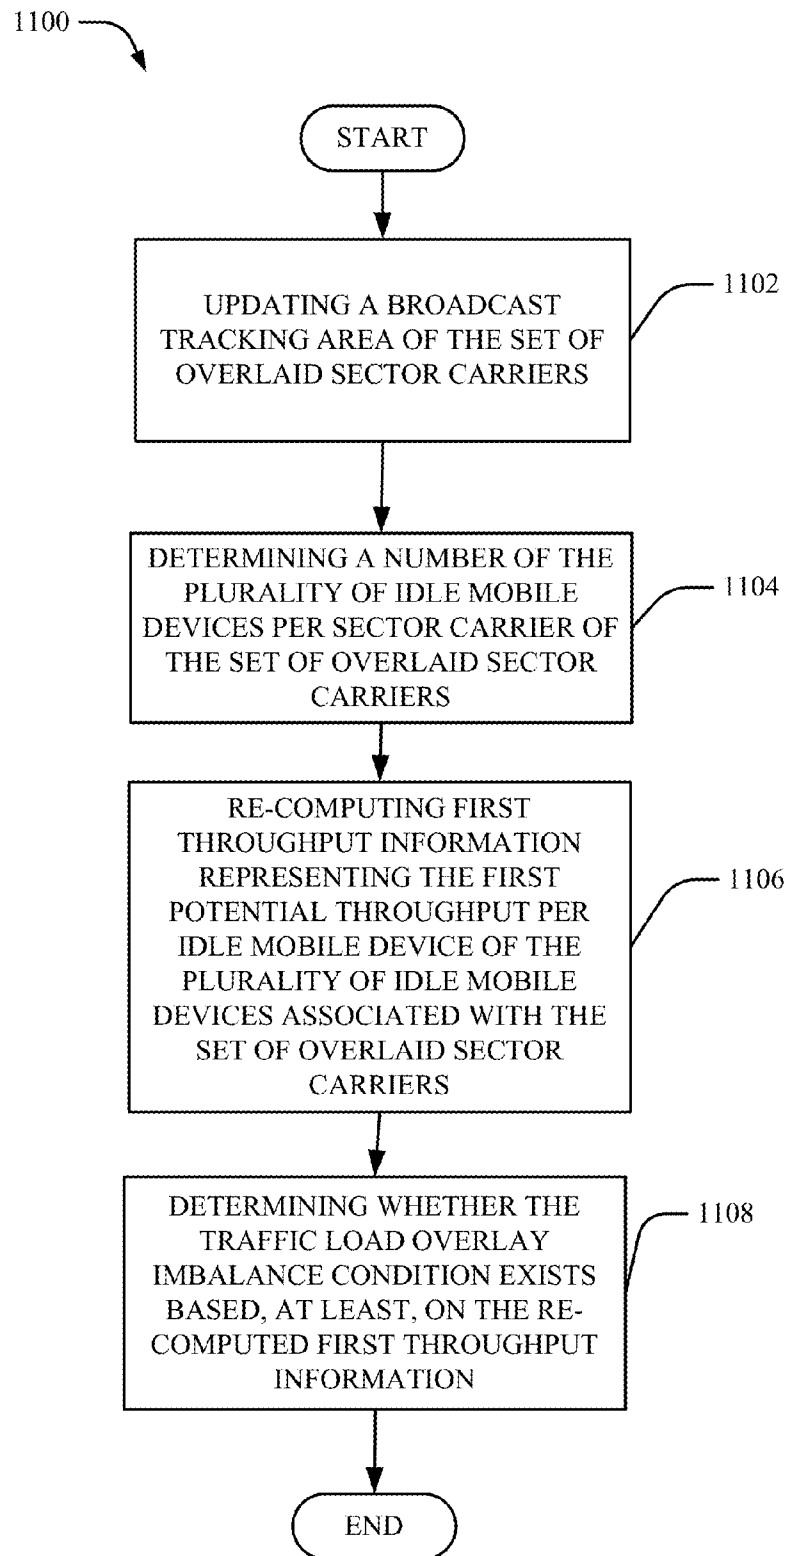 1100
START
UPDATING A BROADCAST
TRACKING AREA OF THE SET OF
OVERLAID SECTOR CARRIERS
1102
DETERMINING A NUMBER OF THE
PLURALITY OF IDLE MOBILE
DEVICES PER SECTOR CARRIER OF
THE SET OF OVERLAID SECTOR
CARRIERS
1104
RE-COMPUTING FIRST
THROUGHPUT INFORMATION
REPRESENTING THE FIRST
POTENTIAL THROUGHPUT PER
IDLE MOBILE DEVICE OF THE
PLURALITY OF IDLE MOBILE
DEVICES ASSOCIATED WITH THE
SET OF OVERLAID SECTOR
CARRIERS
1106
DETERMINING WHETHER THE
TRAFFIC LOAD OVERLAY
IMBALANCE CONDITION EXISTS
BASED, AT LEAST, ON THE RE-
COMPUTED FIRST THROUGHPUT
INFORMATION
1108
END